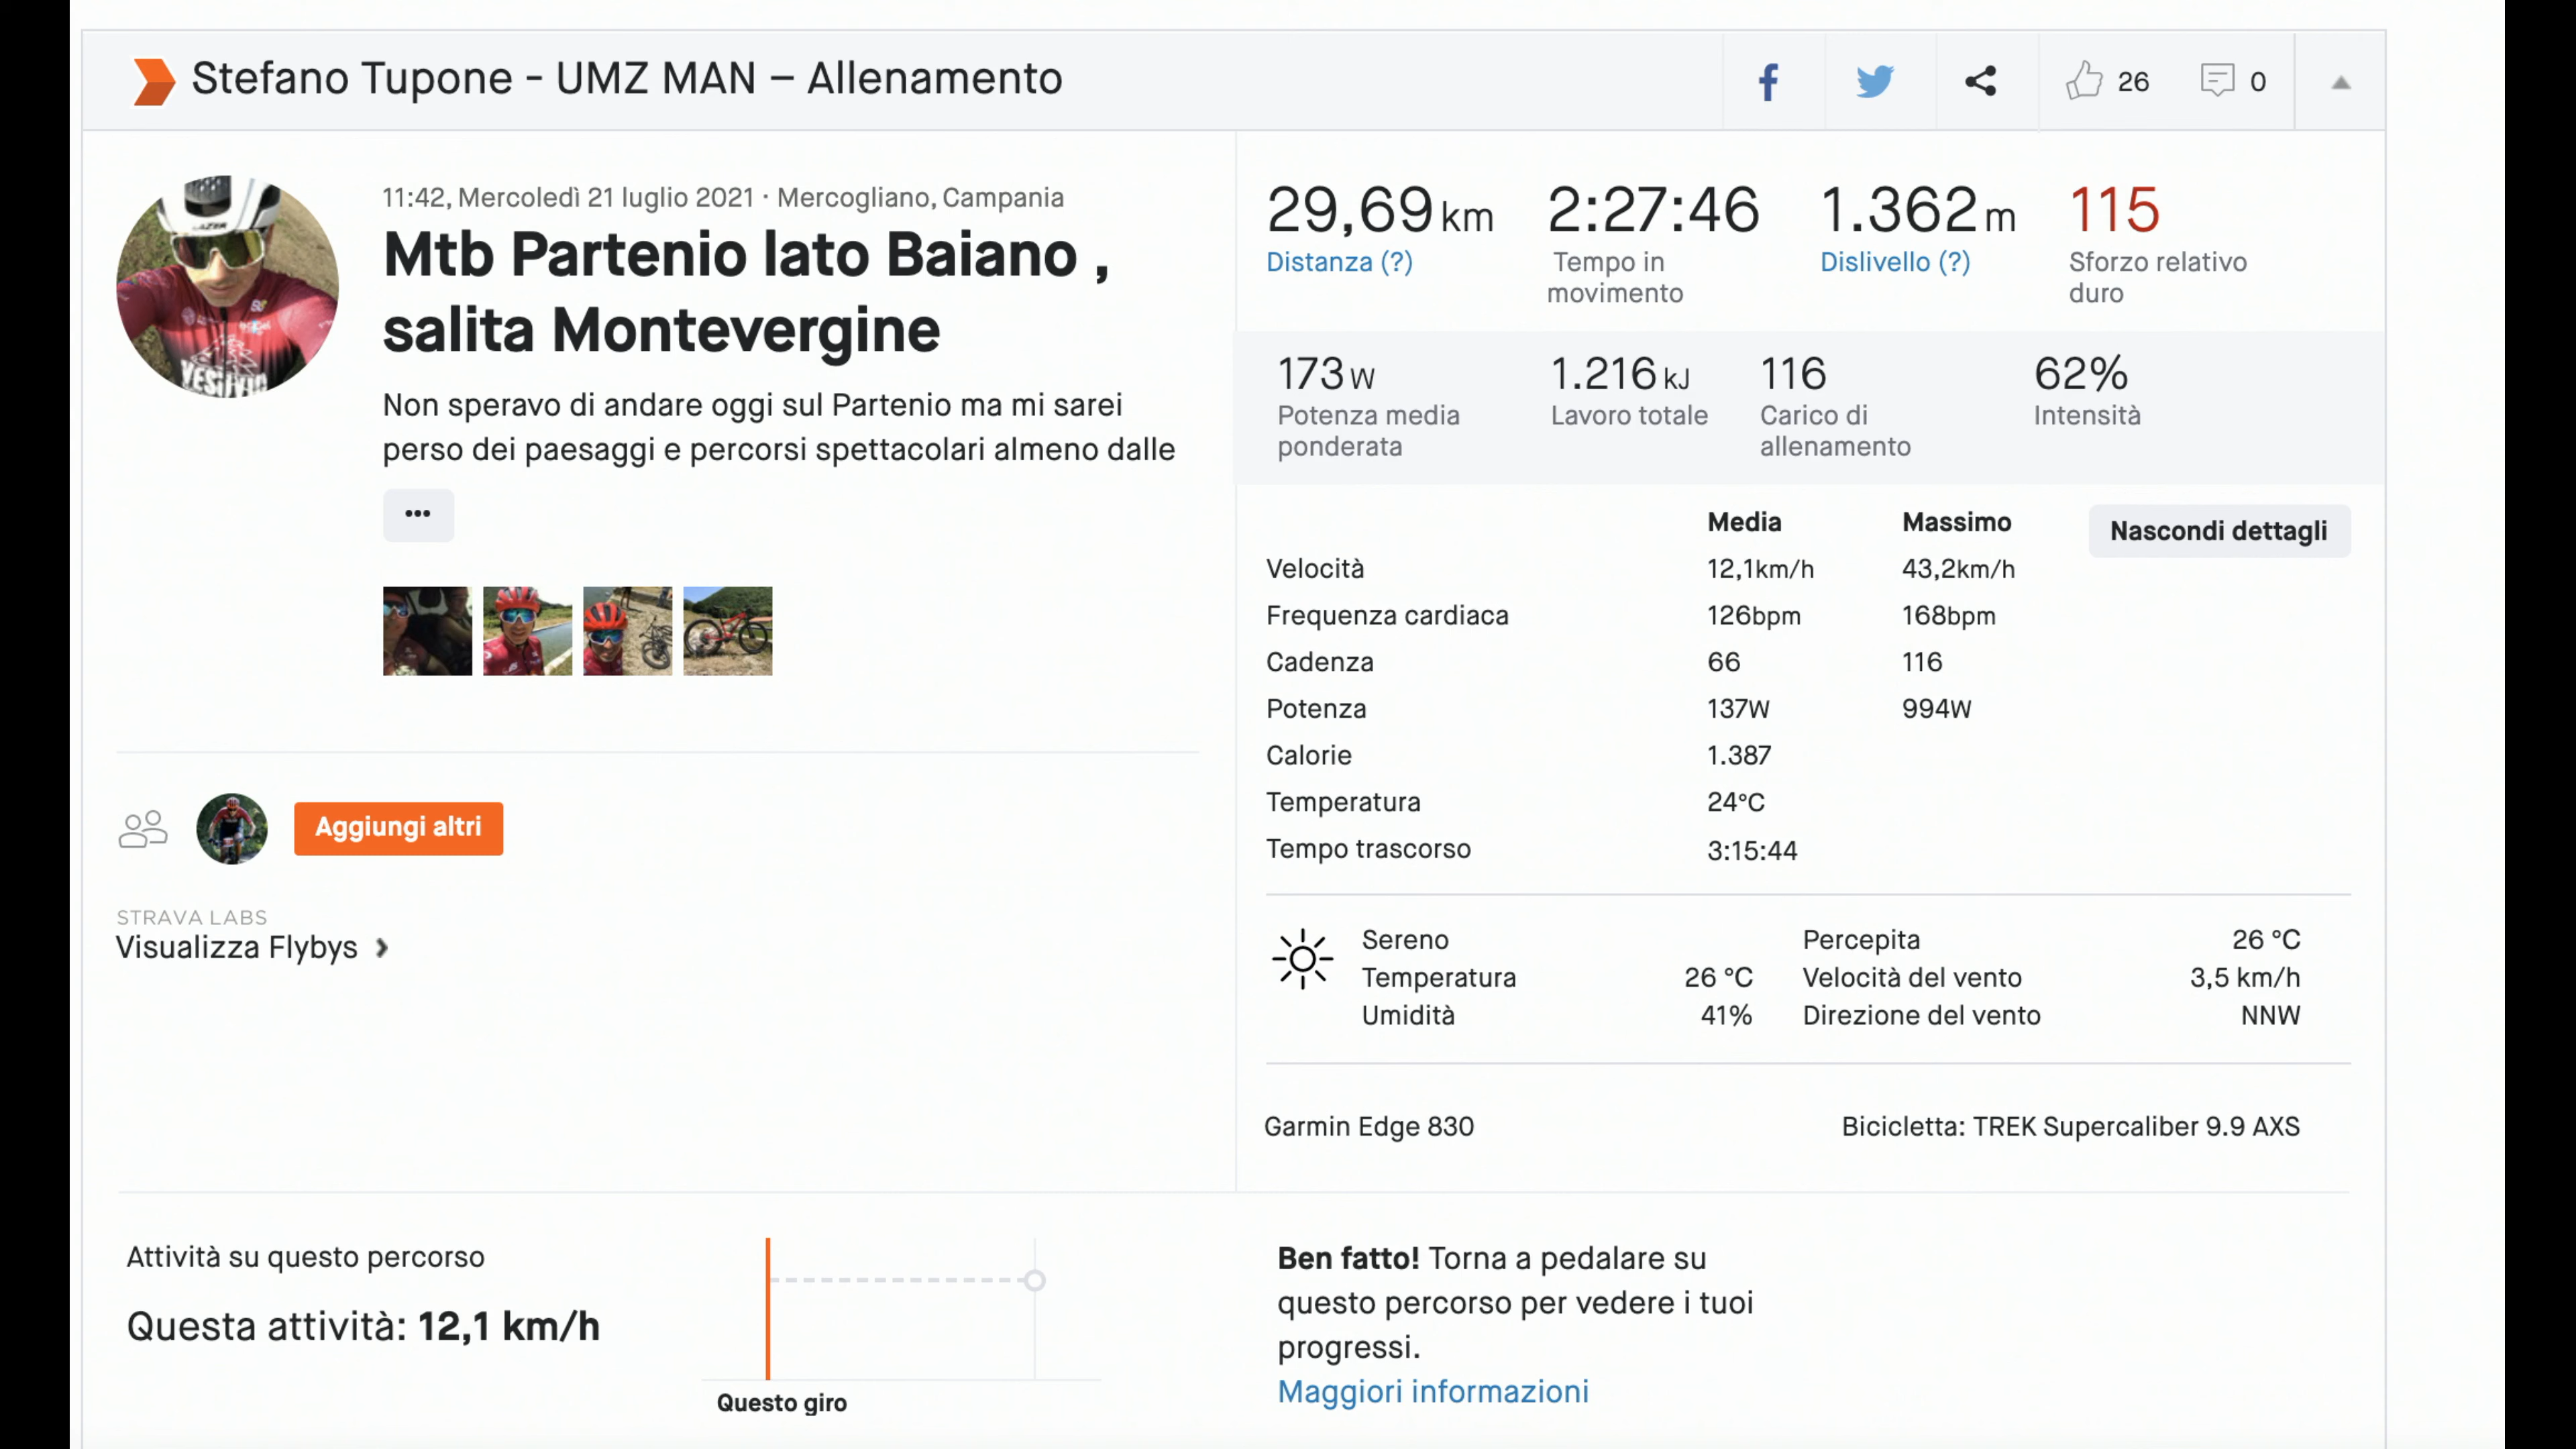 Stefano Tupone - UMZ MAN – Allenamento
26
0
11:42, Mercoledì 21 luglio 2021 · Mercogliano, Campania
Mtb Partenio lato Baiano ,
salita Montevergine
Non speravo di andare oggi sul Partenio ma mi sarei
perso dei paesaggi e percorsi spettacolari almeno dalle
•••
Aggiungi altri
STRAVA LABS
Visualizza Flybys
29,69 km
Distanza (?)
2:27:46
Tempo in
movimento
1.362 m
Dislivello (?)
115
Sforzo relativo
duro
173 W
Potenza media
ponderata
1.216 kJ
Lavoro totale
116
Carico di
allenamento
62%
Intensità
Media Massimo
Nascondi dettagli
Velocità 12,1km/h 43,2km/h
Frequenza cardiaca 126bpm 168bpm
Cadenza 66 116
Potenza 137W 994W
Calorie 1.387
Temperatura 24°C
Tempo trascorso 3:15:44
Sereno Percepita 26 °C
Temperatura 26 °C Velocità del vento 3,5 km/h
Umidità 41% Direzione del vento NNW
Garmin Edge 830 Bicicletta: TREK Supercaliber 9.9 AXS
Attività su questo percorso
Questa attività: 12,1 km/h
Questo giro
Ben fatto! Torna a pedalare su
questo percorso per vedere i tuoi
progressi.
Maggiori informazioni